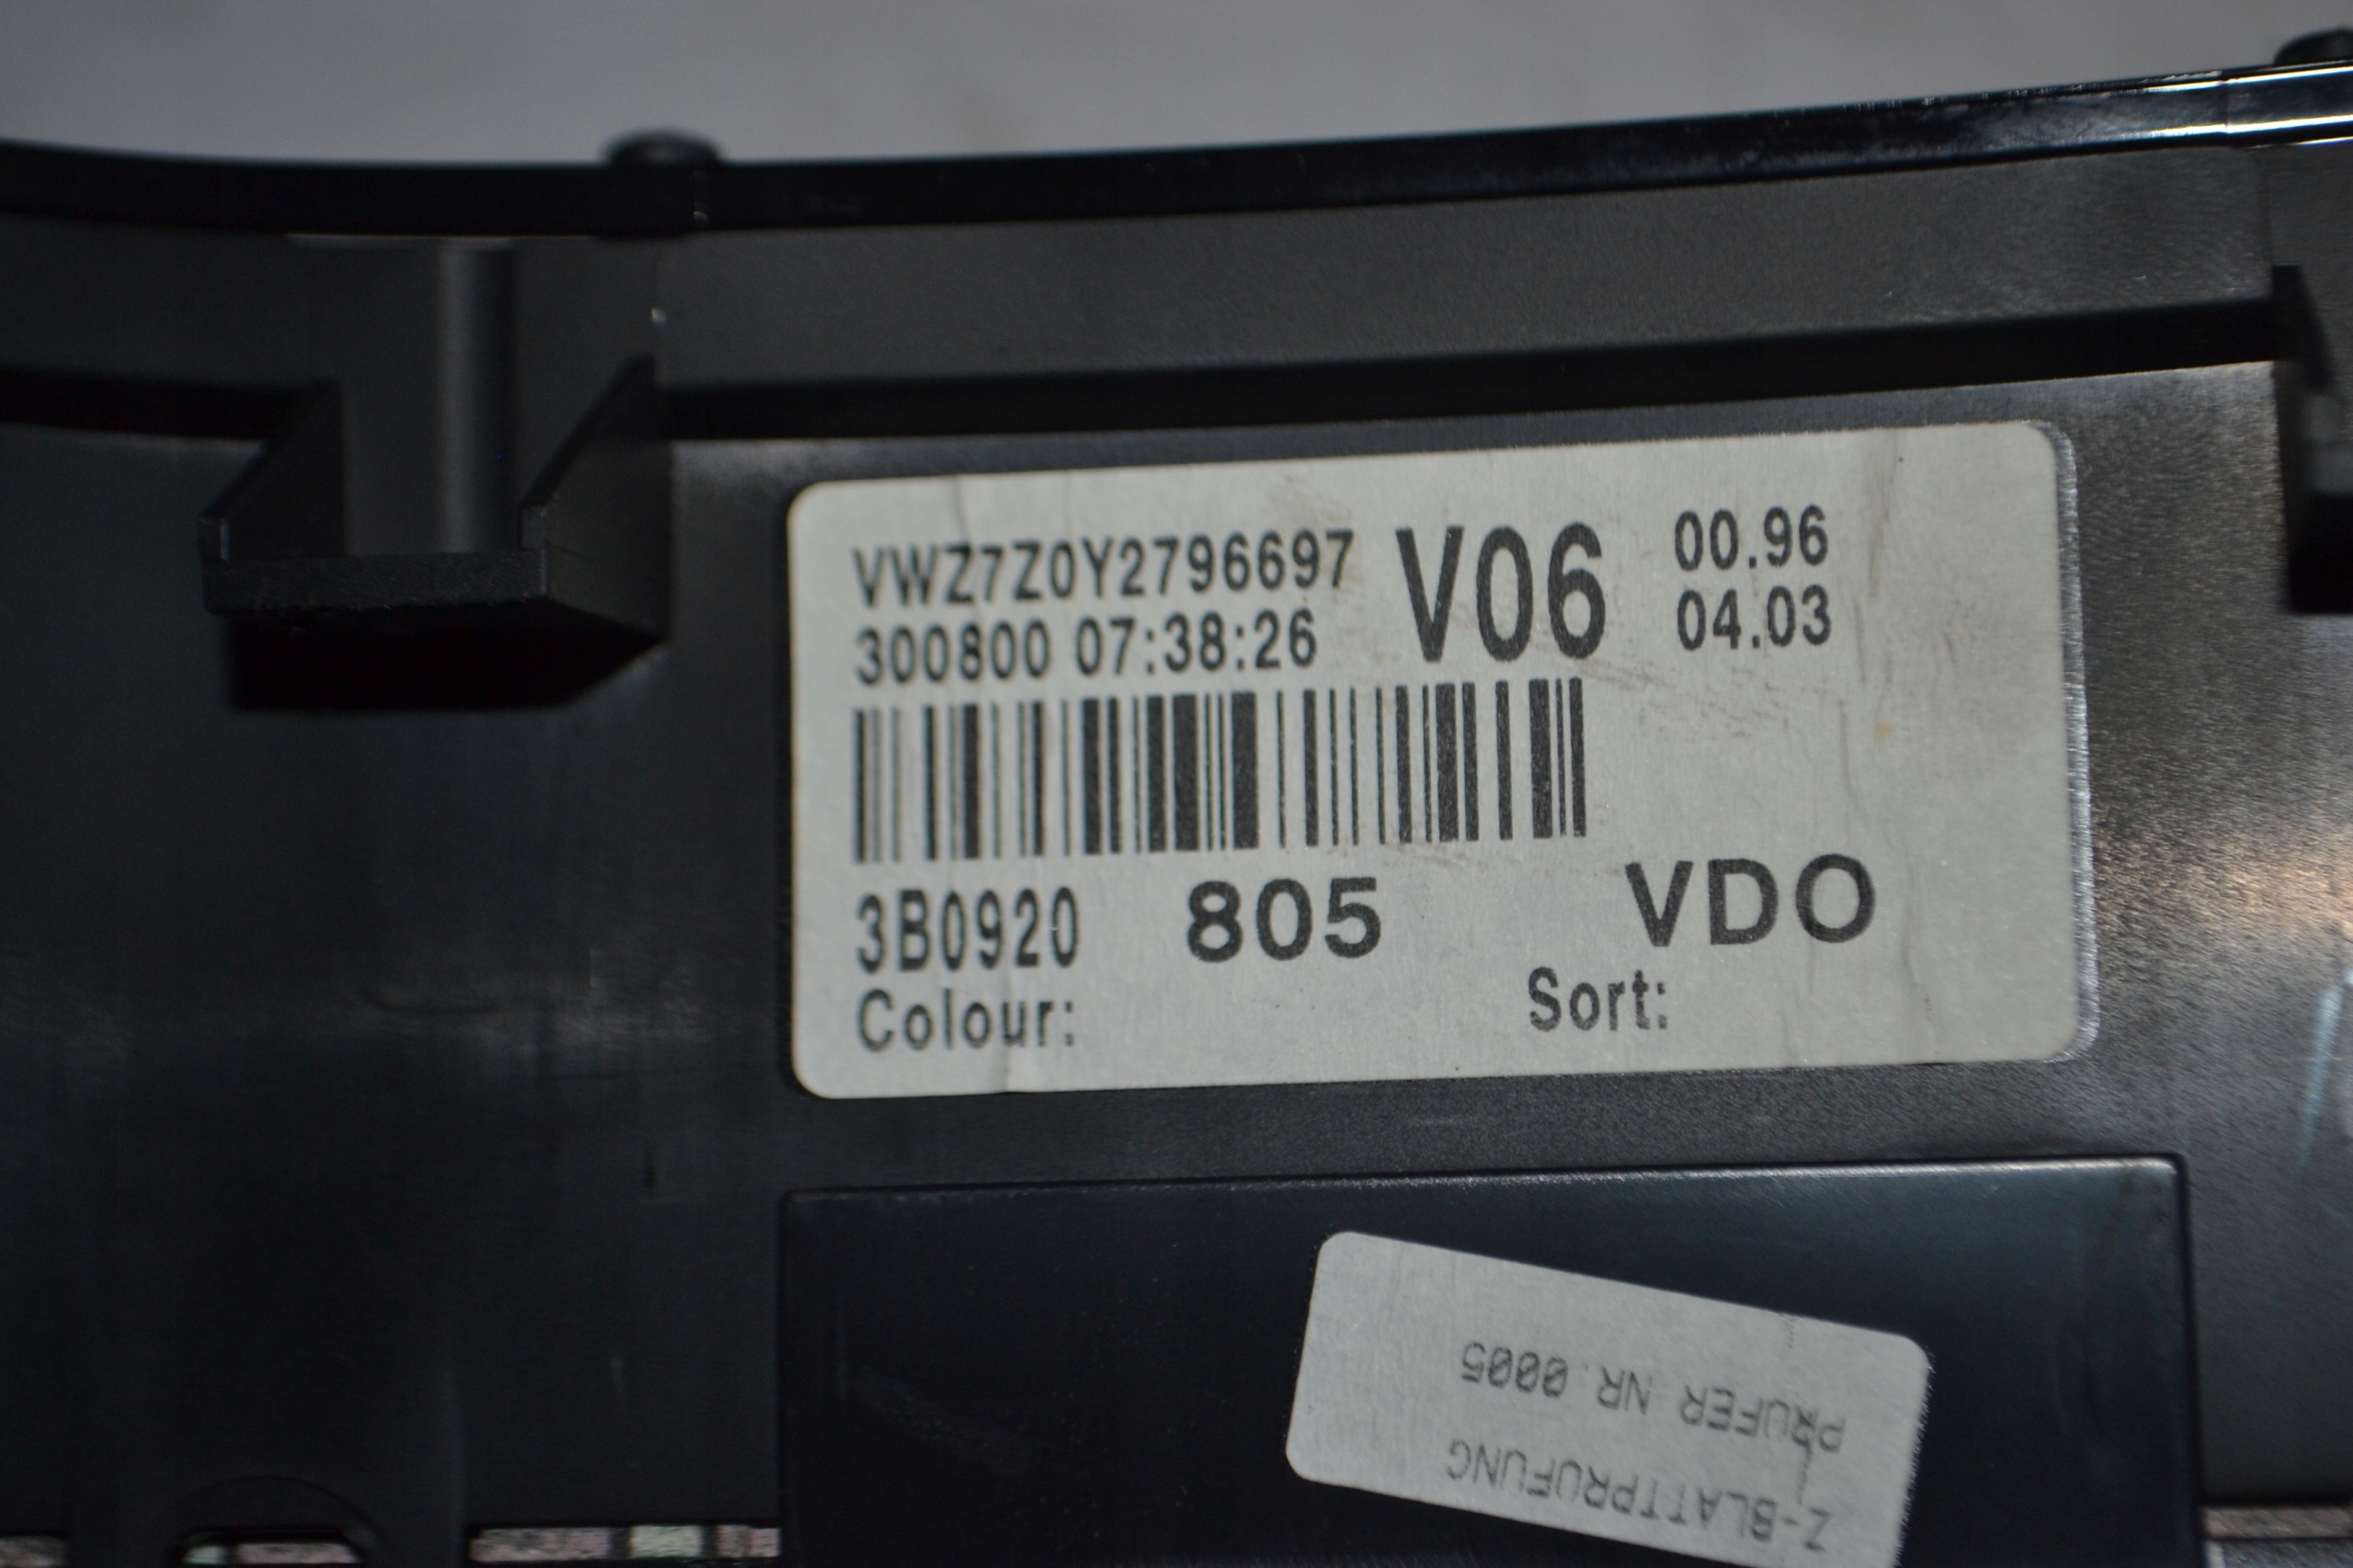 VWZ7Z0Y2796697 V06 00.96
300800 07:38:26 04.03
3B0920 805 VDO
Colour: Sort:
Z-BLATTPRUFUNG
PRUFER NR.0005